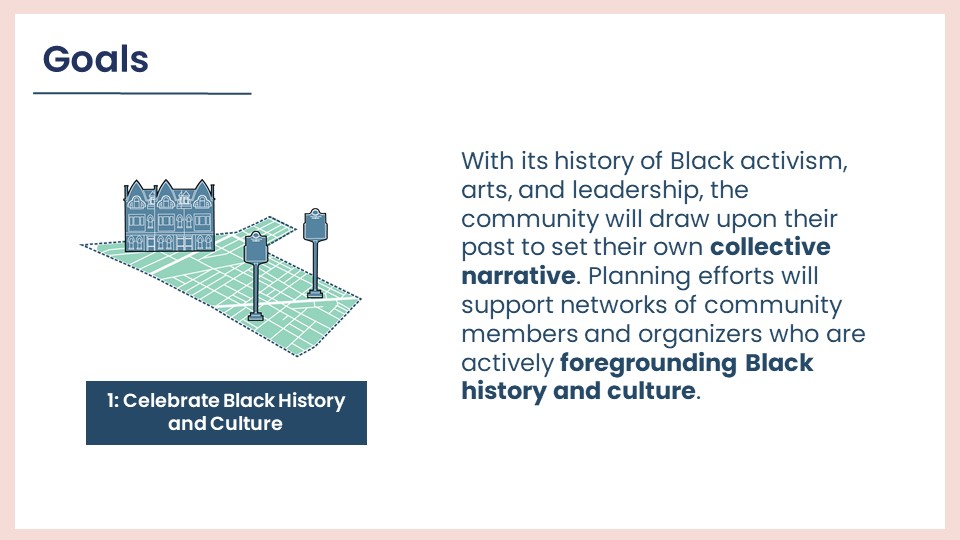 Goals
With its history of Black activism,
arts, and leadership, the
community will draw upon their
past to set their own collective
narrative. Planning efforts will
support networks of community
members and organizers who are
actively foregrounding Black
history and culture.
1: Celebrate Black History
and Culture